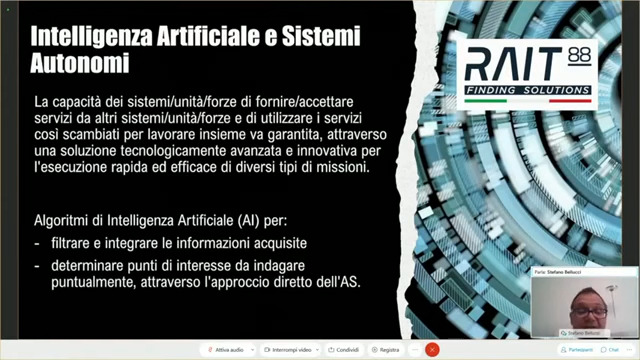 Intelligenza Artificiale e Sistemi
Autonomi
RAIT 88
FINDING SOLUTIONS
La capacità dei sistemi/unità/forze di fornire/accettare
servizi da altri sistemi/unità/forze e di utilizzare i servizi
così scambiati per lavorare insieme va garantita, attraverso
una soluzione tecnologicamente avanzata e innovativa per
l'esecuzione rapida ed efficace di diversi tipi di missioni.
Algoritmi di Intelligenza Artificiale (AI) per:
- filtrare e integrare le informazioni acquisite
- determinare punti di interesse da indagare
puntualmente, attraverso l'approccio diretto dell'AS.
Parla: Stefano Bellucci
Stefano Bellucci
Attiva audio
Interrompi video
Condividi
Registra
Partecipanti
Chat